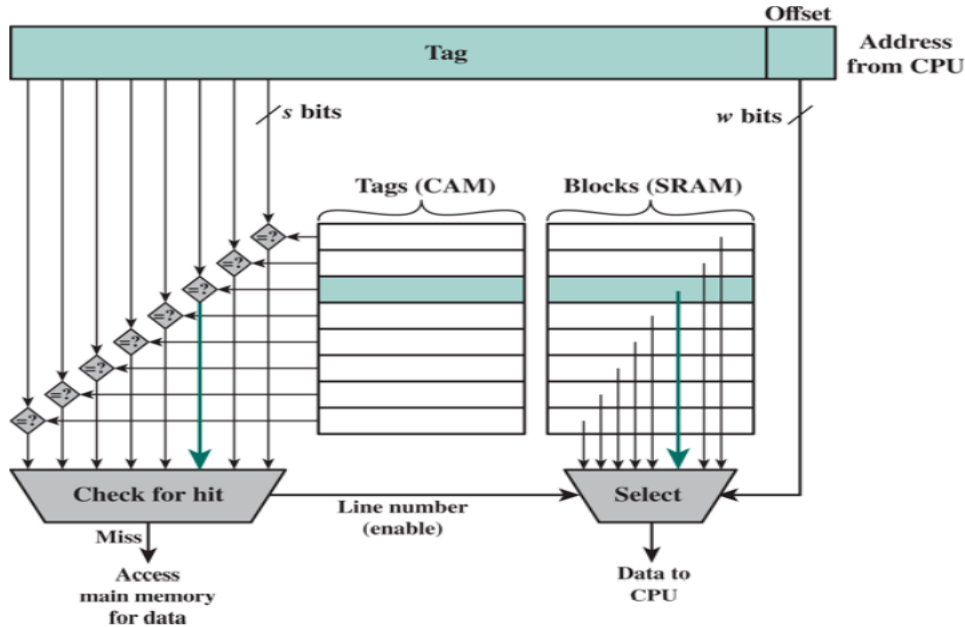 Offset
Tag
Address
from CPU
s bits
w bits
Tags (CAM)
Blocks (SRAM)
=?
=?
=?
=?
=?
=?
=?
=?
Check for hit
Line number
(enable)
Select
Miss
Access
main memory
for data
Data to
CPU